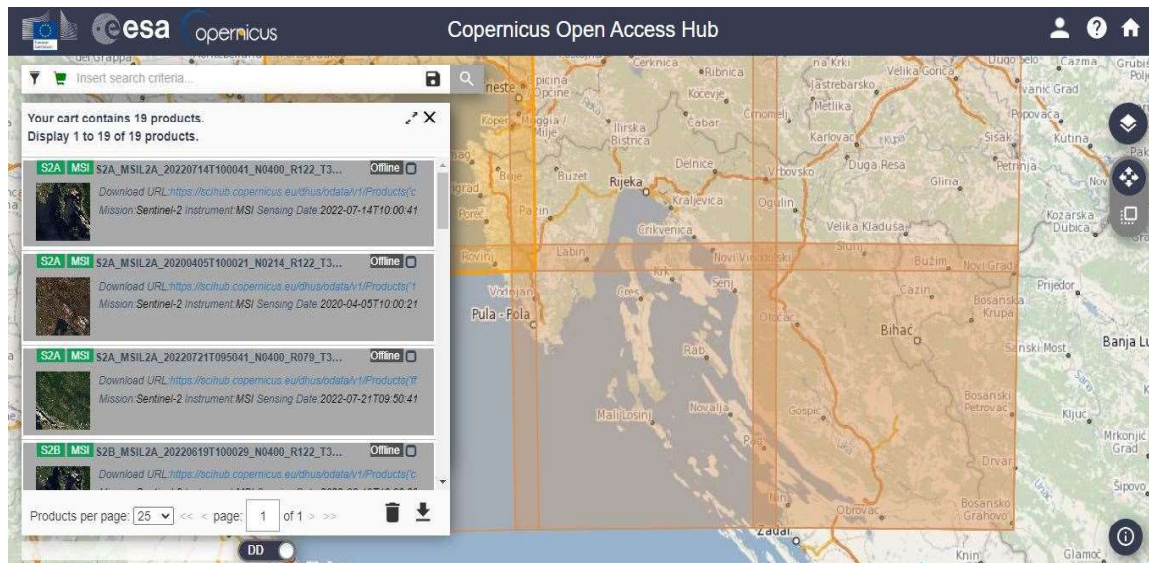 esa opernicus
Copernicus Open Access Hub
Insert search criteria...
Your cart contains 19 products.
Display 1 to 19 of 19 products.
S2A MSI S2A_MSIL2A_20220714T100041_N0400_R122_T3... Offline
Download URL:https://scihub.copernicus.eu/dhus/odata/v1/Products('c
Mission:Sentinel-2 Instrument:MSI Sensing Date:2022-07-14T10:00:41
S2A MSI S2A_MSIL2A_20200405T100021_N0214_R122_T3... Offline
Download URL:https://scihub.copernicus.eu/dhus/odata/v1/Products('1
Mission:Sentinel-2 Instrument:MSI Sensing Date:2020-04-05T10:00:21
S2A MSI S2A_MSIL2A_20220721T095041_N0400_R079_T3... Offline
Download URL:https://scihub.copernicus.eu/dhus/odata/v1/Products('f
Mission:Sentinel-2 Instrument:MSI Sensing Date:2022-07-21T09:50:41
S2B MSI S2B_MSIL2A_20220619T100029_N0400_R122_T3... Offline
Download URL:https://scihub.copernicus.eu/dhus/odata/v1/Products('c
Products per page: 25 << < page: 1 of 1 > >>
DD
Cerknica
Ribnica
na Krki
Velika Gorica
Dugo Selo
Čazma
Jastrebarsko
Ivanić Grad
Općine
Kočevje
Metlika
Popovača
Koper
Muggia /
Milje
Ilirska
Bistrica
Čabar
Črnomelj
Karlovac
Sisak
Kutina
Buje
Buzet
Rijeka
Delnice
Vrbovsko
Duga Resa
Glina
Petrinja
Poreč
Pazin
Kraljevica
Ogulin
Crikvenica
Velika Kladuša
Kozarska
Dubica
Rovinj
Labin
Krk
Novi Vinodolski
Slunj
Bužim
Novi Grad
Vodnjan
Cres
Senj
Cazin
Prijedor
Pula - Pola
Otočac
Bihać
Bosanska
Krupa
Rab
Sanski Most
Banja Lu
Mali Lošinj
Novalja
Gospić
Bosanski
Petrovac
Ključ
Pag
Drvar
Mrkonjić
Grad
Nin
Obrovac
Bosansko
Grahovo
Šipovo
Zadar
Knin
Glamoč